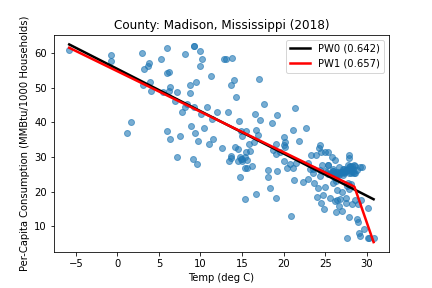 County: Madison, Mississippi (2018)
PW0 (0.642)
PW1 (0.657)
Per-Capita Consumption (MMBtu/1000 Households)
60
50
40
30
20
10
−5 0 5 10 15 20 25 30
Temp (deg C)